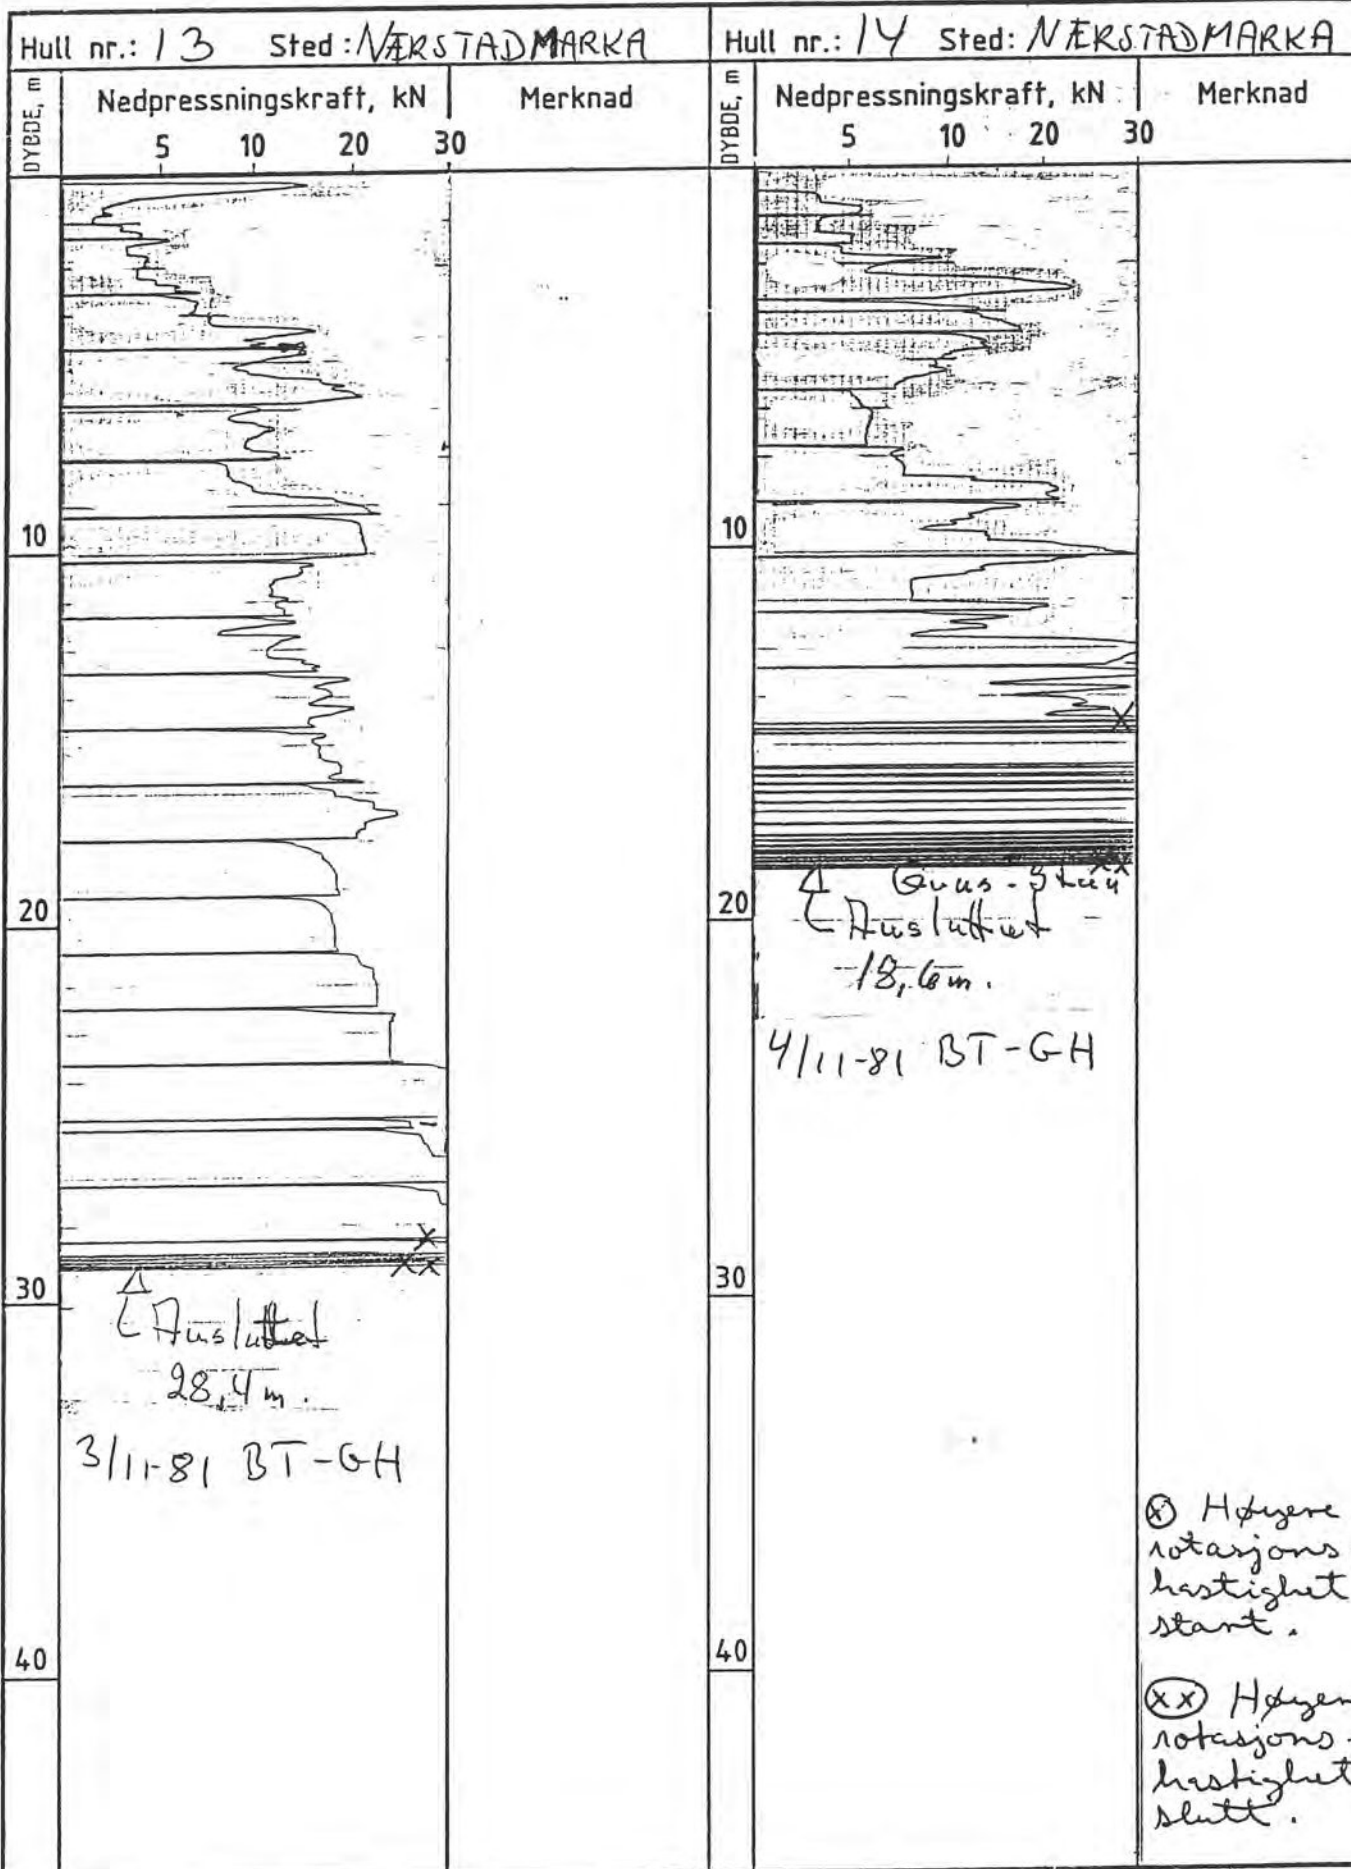 Hull nr.: 13 Sted: NÆRSTADMARKA
DYBDE, m
Nedpressningskraft, kN
Merknad
5 10 20 30
10
20
X
XX
30
Avsluttet
28,4 m.
3/11-81 BT-GH
40
Hull nr.: 14 Sted: NÆRSTADMARKA
DYBDE, m
Nedpressningskraft, kN
Merknad
5 10 20 30
10
X
XX
Grus-Stein
20
Avsluttet
18,6 m.
4/11-81 BT-GH
30
40
(x) Høyere
rotasjons
hastighet
start.
(xx) Høyere
rotasjons-
hastighet
slutt.